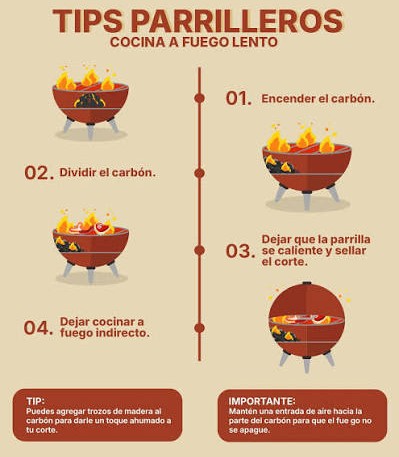 TIPS PARRILLEROS
COCINA A FUEGO LENTO
01. Encender el carbón.
02. Dividir el carbón.
03. Dejar que la parrilla
se caliente y sellar
el corte.
04. Dejar cocinar a
fuego indirecto.
TIP:
Puedes agregar trozos de madera al
carbón para darle un toque ahumado a
tu corte.
IMPORTANTE:
Mantén una entrada de aire hacia la
parte del carbón para que el fue go no
se apague.